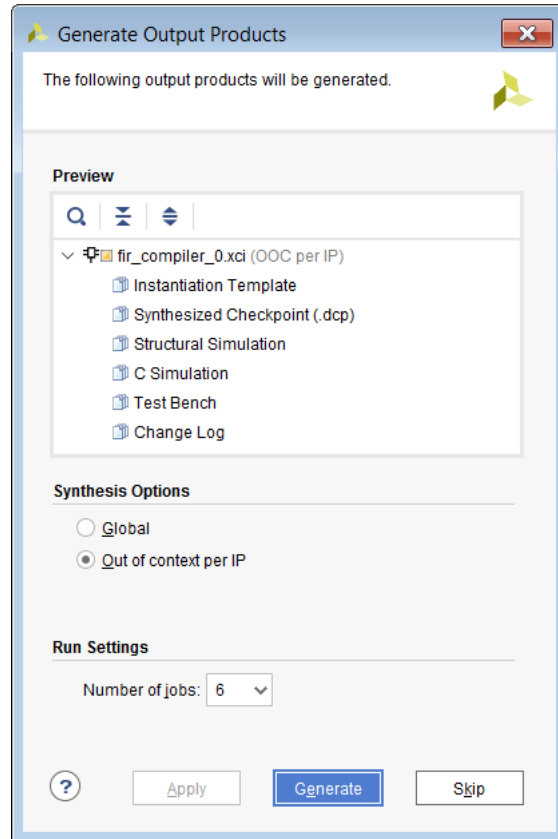 Generate Output Products
The following output products will be generated.
Preview
fir_compiler_0.xci (OOC per IP)
Instantiation Template
Synthesized Checkpoint (.dcp)
Structural Simulation
C Simulation
Test Bench
Change Log
Synthesis Options
Global
Out of context per IP
Run Settings
Number of jobs: 6
? Apply Generate Skip